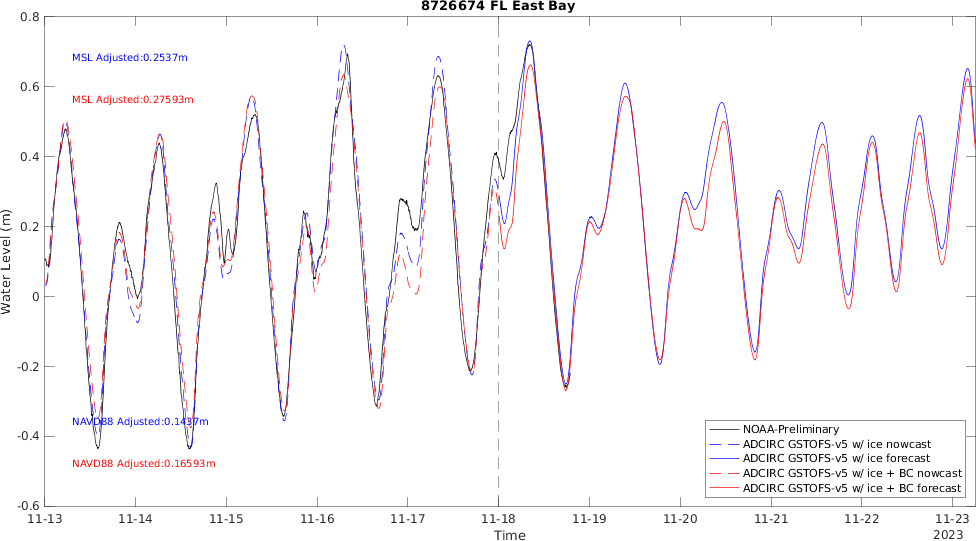 8726674 FL East Bay
0.8
0.6
0.4
0.2
0
-0.2
-0.4
-0.6
Water Level (m)
MSL Adjusted:0.2537m
MSL Adjusted:0.27593m
NAVD88 Adjusted:0.1437m
NAVD88 Adjusted:0.16593m
NOAA-Preliminary
ADCIRC GSTOFS-v5 w/ ice nowcast
ADCIRC GSTOFS-v5 w/ ice forecast
ADCIRC GSTOFS-v5 w/ ice + BC nowcast
ADCIRC GSTOFS-v5 w/ ice + BC forecast
11-13 11-14 11-15 11-16 11-17 11-18 11-19 11-20 11-21 11-22 11-23
Time 2023